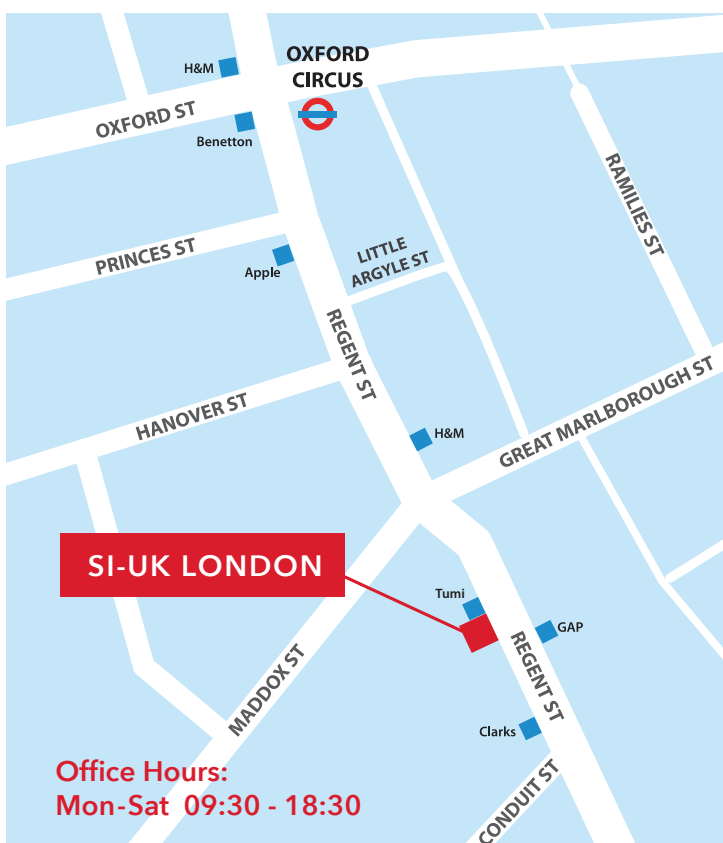 OXFORD
CIRCUS
H&M
OXFORD ST
Benetton
RAMILIES ST
PRINCES ST
LITTLE
ARGYLE ST
Apple
REGENT ST
HANOVER ST
H&M
GREAT MARLBOROUGH ST
SI-UK LONDON
Tumi
GAP
REGENT ST
MADDOX ST
Clarks
CONDUIT ST
Office Hours:
Mon-Sat 09:30 - 18:30